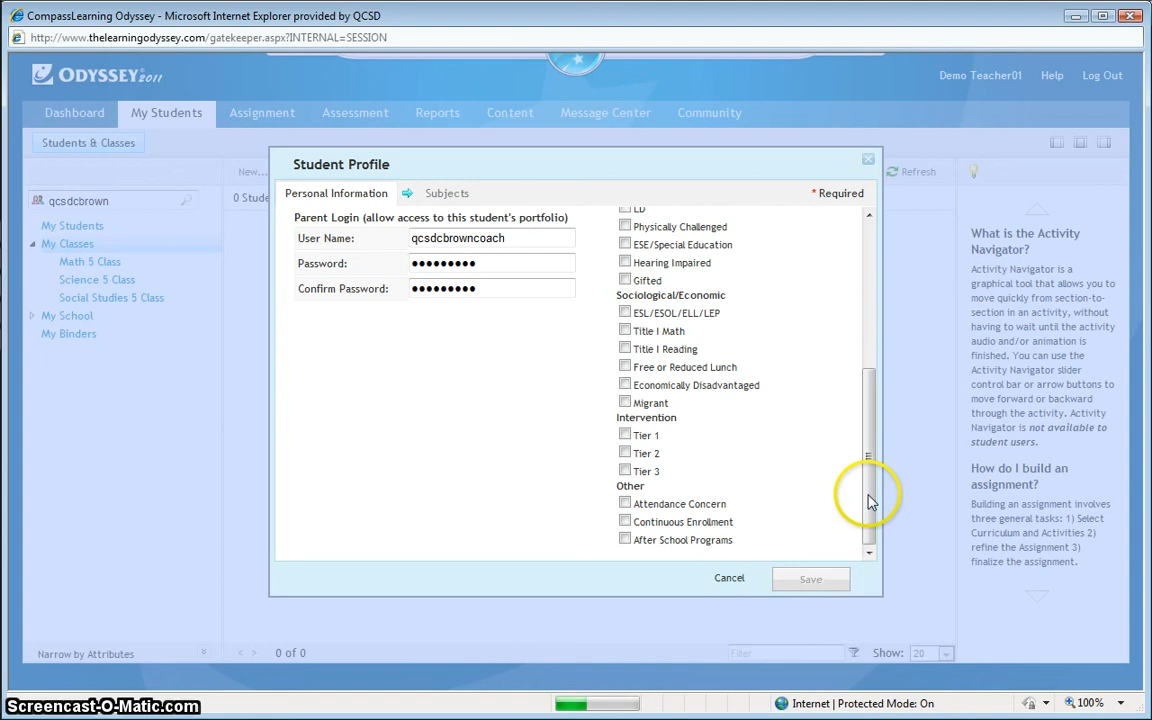 CompassLearning Odyssey - Microsoft Internet Explorer provided by QCSD
http://www.thelearningodyssey.com/gatekeeper.aspx?INTERNAL=SESSION
ODYSSEY 2011
Demo Teacher01 Help Log Out
Dashboard My Students Assignment Assessment Reports Content Message Center Community
Students & Classes
New...
Refresh
qcsdcbrown
0 Stude
My Students
My Classes
Math 5 Class
Science 5 Class
Social Studies 5 Class
My School
My Binders
Narrow by Attributes
Student Profile
Personal Information Subjects * Required
Parent Login (allow access to this student's portfolio)
User Name: qcsdcbrowncoach
Password: ●●●●●●●●●
Confirm Password: ●●●●●●●●●
LD
Physically Challenged
ESE/Special Education
Hearing Impaired
Gifted
Sociological/Economic
ESL/ESOL/ELL/LEP
Title I Math
Title I Reading
Free or Reduced Lunch
Economically Disadvantaged
Migrant
Intervention
Tier 1
Tier 2
Tier 3
Other
Attendance Concern
Continuous Enrollment
After School Programs
Cancel Save
What is the Activity
Navigator?
Activity Navigator is a
graphical tool that allows you to
move quickly from section-to-
section in an activity, without
having to wait until the activity
audio and/or animation is
finished. You can use the
Activity Navigator slider
control bar or arrow buttons to
move forward or backward
through the activity. Activity
Navigator is not available to
student users.
How do I build an
assignment?
Building an assignment involves
three general tasks: 1) Select
Curriculum and Activities 2)
refine the Assignment 3)
finalize the assignment.
< > 0 of 0 Filter Show: 20
Screencast-O-Matic.com
Internet | Protected Mode: On 100%